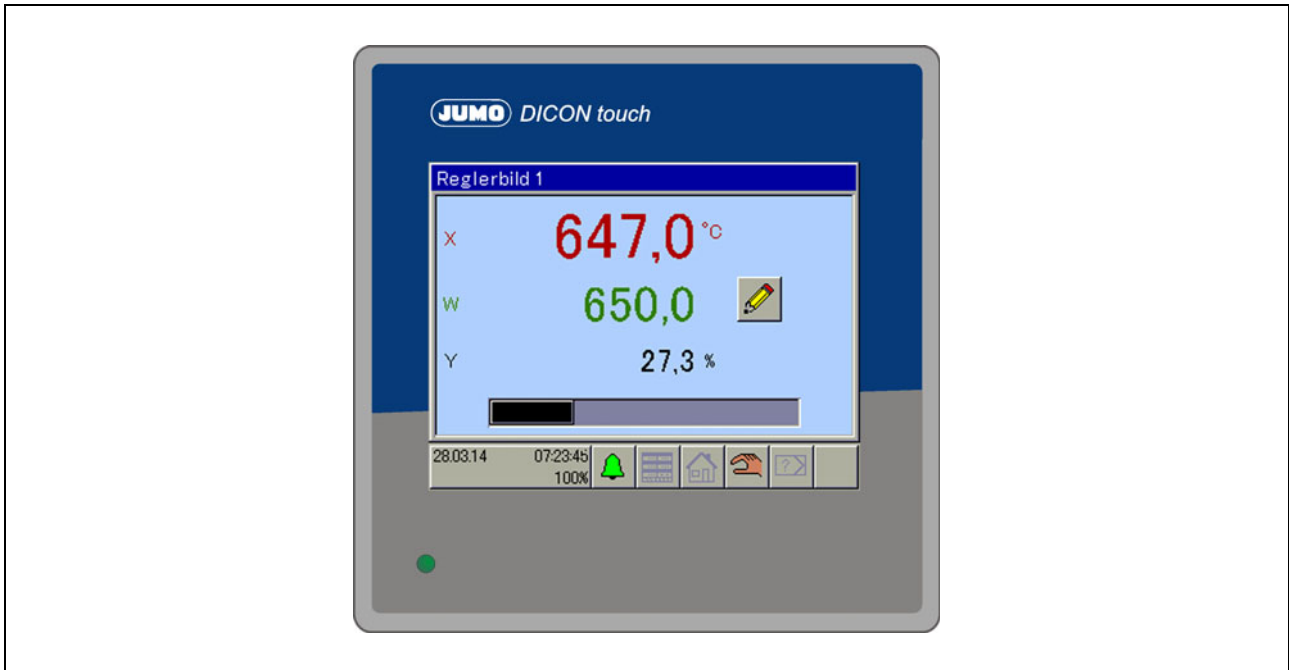 JUMO DICON touch
Reglerbild 1
X 647,0 °C
W 650,0
Y 27,3 %
28.03.14 07:23:45
100%
?